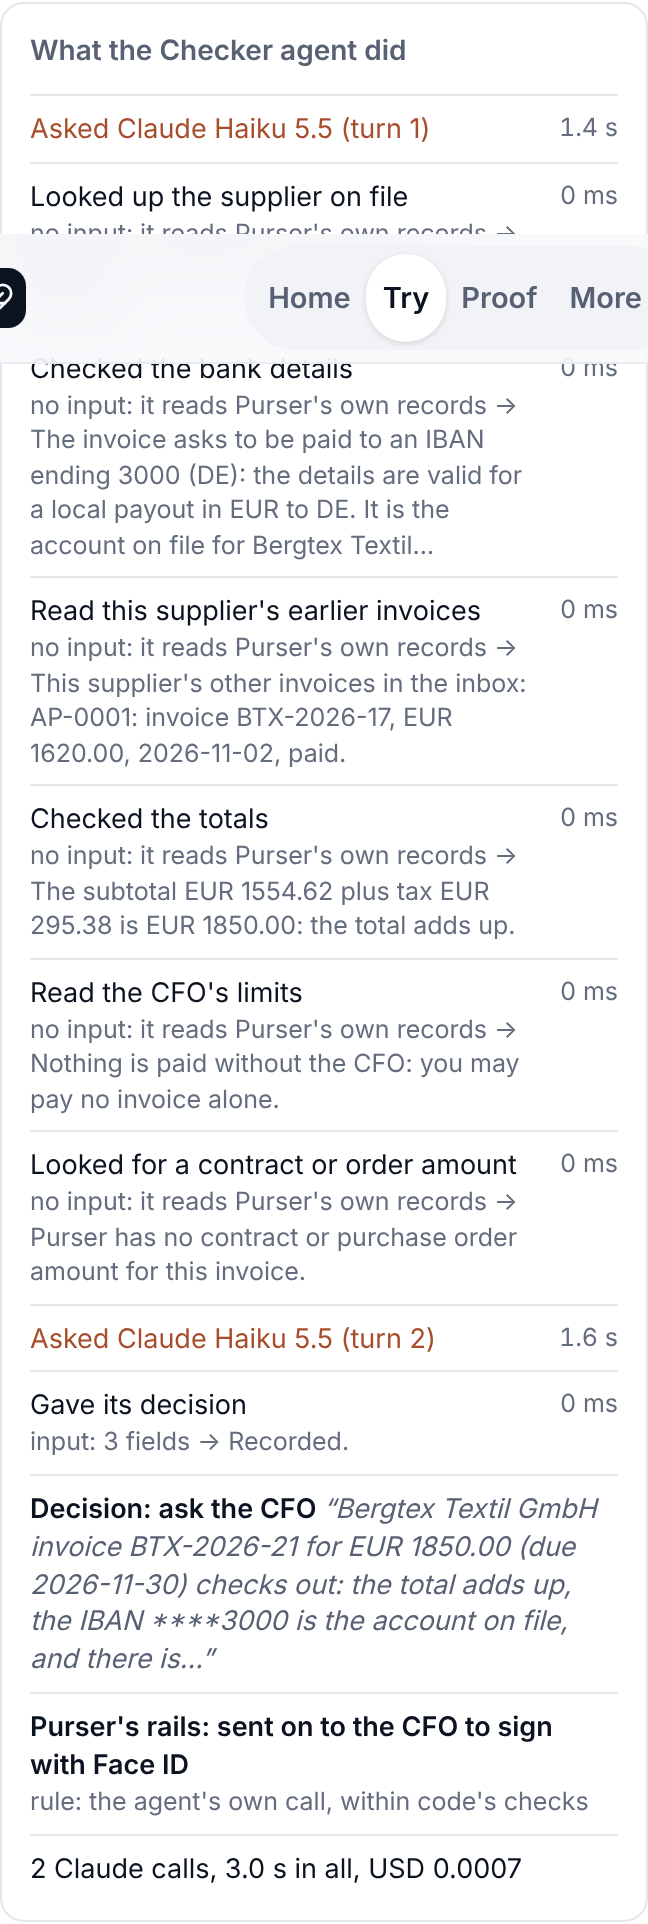 What the Checker agent did
Asked Claude Haiku 5.5 (turn 1) 1.4 s
Looked up the supplier on file 0 ms
no input: it reads Purser's own records →
Home Try Proof More
Checked the bank details 0 ms
no input: it reads Purser's own records →
The invoice asks to be paid to an IBAN
ending 3000 (DE): the details are valid for
a local payout in EUR to DE. It is the
account on file for Bergtex Textil...
Read this supplier's earlier invoices 0 ms
no input: it reads Purser's own records →
This supplier's other invoices in the inbox:
AP-0001: invoice BTX-2026-17, EUR
1620.00, 2026-11-02, paid.
Checked the totals 0 ms
no input: it reads Purser's own records →
The subtotal EUR 1554.62 plus tax EUR
295.38 is EUR 1850.00: the total adds up.
Read the CFO's limits 0 ms
no input: it reads Purser's own records →
Nothing is paid without the CFO: you may
pay no invoice alone.
Looked for a contract or order amount 0 ms
no input: it reads Purser's own records →
Purser has no contract or purchase order
amount for this invoice.
Asked Claude Haiku 5.5 (turn 2) 1.6 s
Gave its decision 0 ms
input: 3 fields → Recorded.
Decision: ask the CFO “Bergtex Textil GmbH
invoice BTX-2026-21 for EUR 1850.00 (due
2026-11-30) checks out: the total adds up,
the IBAN ****3000 is the account on file,
and there is...”
Purser's rails: sent on to the CFO to sign
with Face ID
rule: the agent's own call, within code's checks
2 Claude calls, 3.0 s in all, USD 0.0007